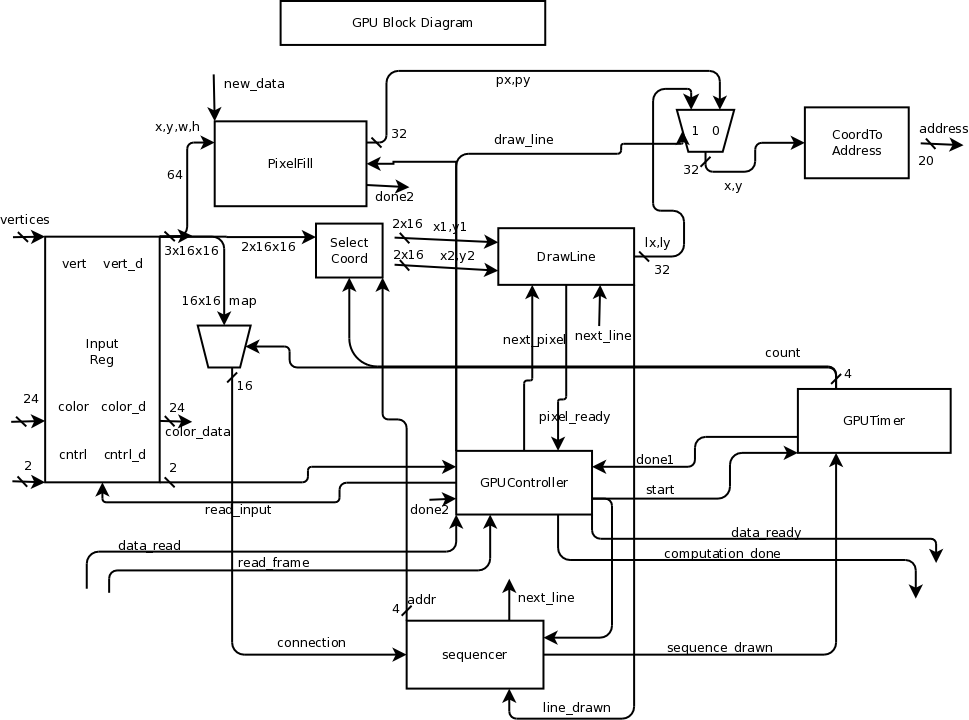 GPU Block Diagram
px,py
new_data
x,y,w,h
32
PixelFill
draw_line
1 0
CoordTo
Address
address
20
64
done2
32
x,y
vertices
3x16x16
2x16x16
Select
Coord
2x16 x1,y1
2x16 x2,y2
DrawLine
lx,ly
32
vert vert_d
16x16 map
next_pixel
next_line
Input
Reg
count
16
4
24
color color_d
24
color_data
pixel_ready
GPUTimer
cntrl cntrl_d
2
2
GPUController
done1
start
read_input
done2
data_read
data_ready
read_frame
computation_done
4
addr
next_line
connection
sequencer
sequence_drawn
line_drawn